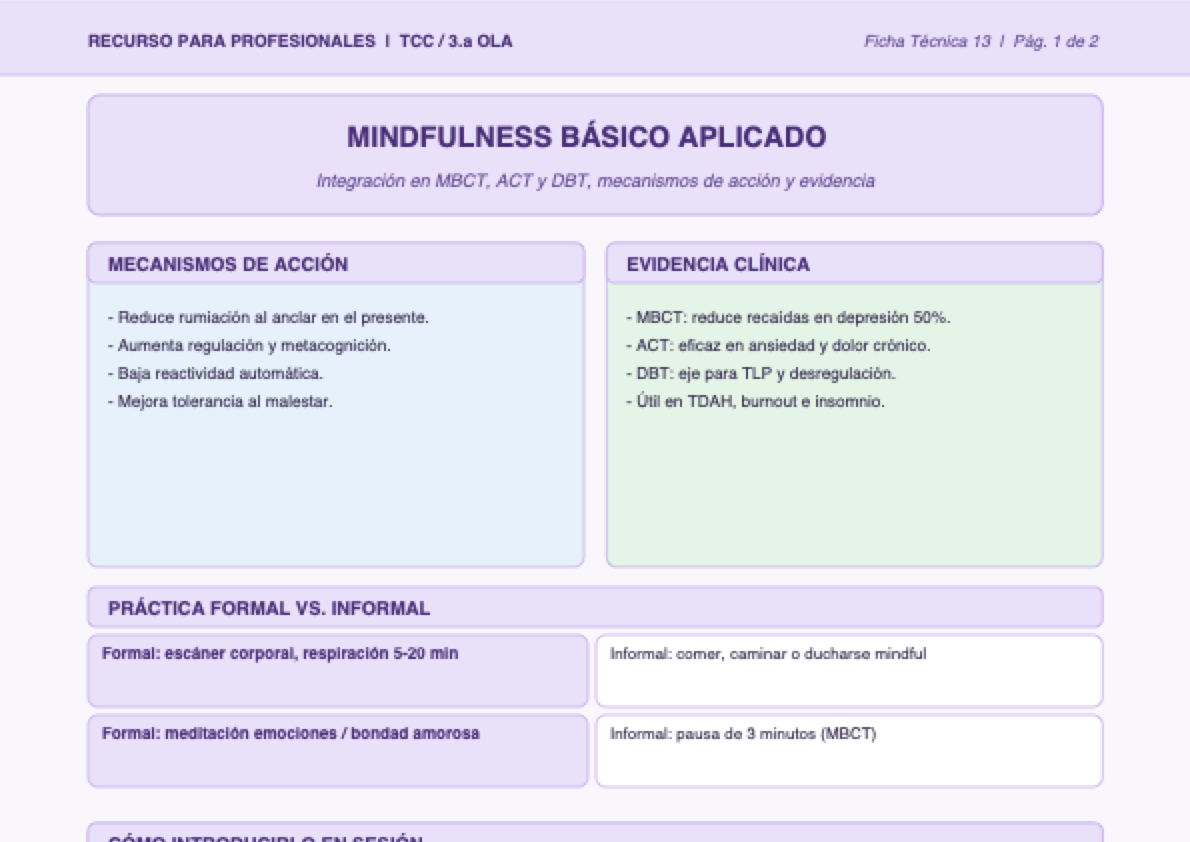 RECURSO PARA PROFESIONALES | TCC / 3.a OLA
Ficha Técnica 13 | Pág. 1 de 2
MINDFULNESS BÁSICO APLICADO
Integración en MBCT, ACT y DBT, mecanismos de acción y evidencia
MECANISMOS DE ACCIÓN
- Reduce rumiación al anclar en el presente.
- Aumenta regulación y metacognición.
- Baja reactividad automática.
- Mejora tolerancia al malestar.
EVIDENCIA CLÍNICA
- MBCT: reduce recaídas en depresión 50%.
- ACT: eficaz en ansiedad y dolor crónico.
- DBT: eje para TLP y desregulación.
- Útil en TDAH, burnout e insomnio.
PRÁCTICA FORMAL VS. INFORMAL
Formal: escáner corporal, respiración 5-20 min
Informal: comer, caminar o ducharse mindful
Formal: meditación emociones / bondad amorosa
Informal: pausa de 3 minutos (MBCT)
CÓMO INTRODUCIRLO EN SESIÓN